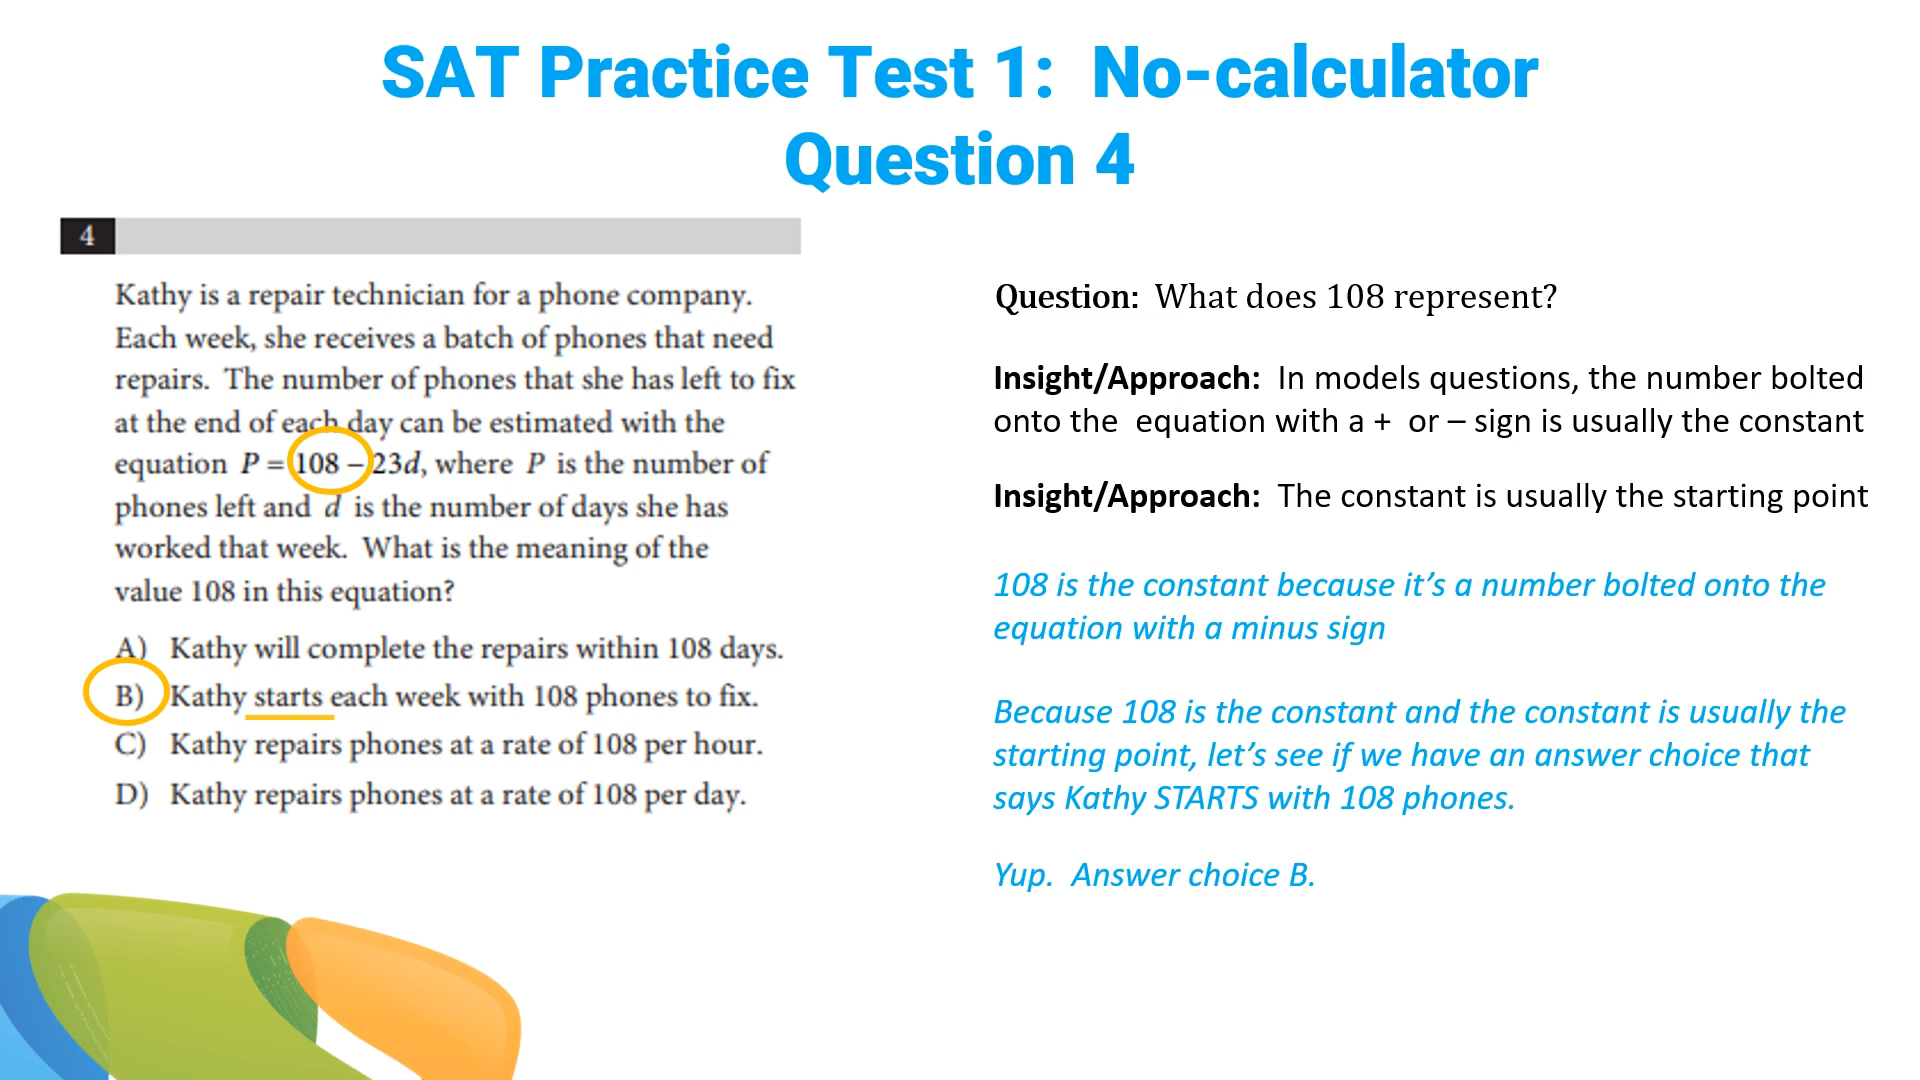 SAT Practice Test 1: No-calculator
Question 4
4
Kathy is a repair technician for a phone company.
Each week, she receives a batch of phones that need
repairs. The number of phones that she has left to fix
at the end of each day can be estimated with the
equation P = 108 – 23d, where P is the number of
phones left and d is the number of days she has
worked that week. What is the meaning of the
value 108 in this equation?
A) Kathy will complete the repairs within 108 days.
B) Kathy starts each week with 108 phones to fix.
C) Kathy repairs phones at a rate of 108 per hour.
D) Kathy repairs phones at a rate of 108 per day.
Question: What does 108 represent?
Insight/Approach: In models questions, the number bolted
onto the equation with a + or – sign is usually the constant
Insight/Approach: The constant is usually the starting point
108 is the constant because it’s a number bolted onto the
equation with a minus sign
Because 108 is the constant and the constant is usually the
starting point, let’s see if we have an answer choice that
says Kathy STARTS with 108 phones.
Yup. Answer choice B.